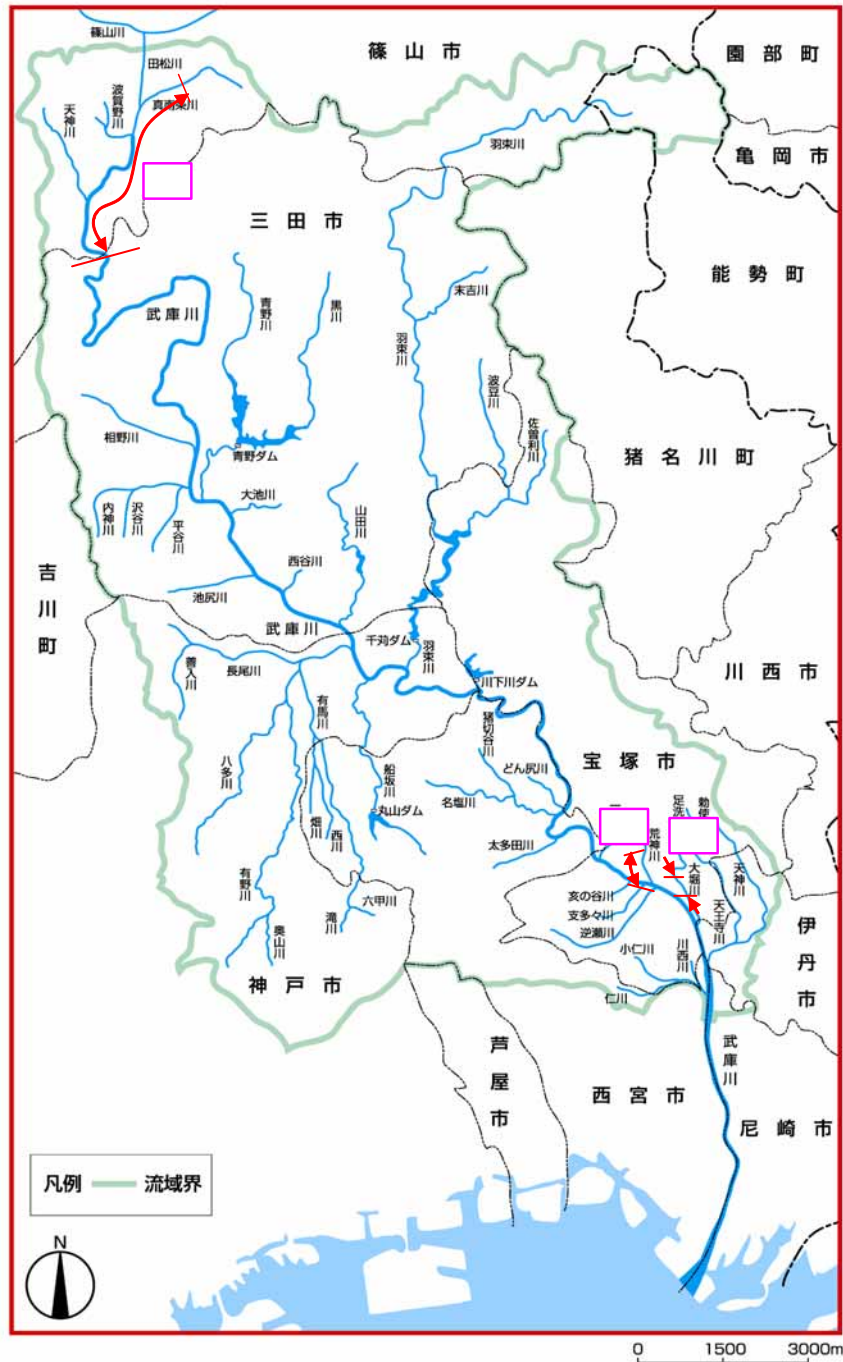 篠山川
篠山市
園部町
田松川
波賀野川
真南条川
天神川
羽束川
亀岡市
三田市
能勢町
末吉川
武庫川
青野川
黒川
羽束川
波豆川
佐曽利川
相野川
猪名川町
青野ダム
大池川
内神川
沢谷川
平谷川
山田川
西谷川
吉川町
池尻川
武庫川
千苅ダム
羽束川
川西市
善入川
長尾川
川下川ダム
有馬川
猪切谷川
宝塚市
どん尻川
八多川
船坂川
名塩川
足洗
勅使
畑川
西川
丸山ダム
太多田川
荒神川
大堀川
天神川
亥の谷川
支多々川
天王寺川
有野川
六甲川
逆瀬川
伊丹市
奥山川
滝川
小仁川
川西川
神戸市
仁川
芦屋市
西宮市
武庫川
尼崎市
凡例 流域界
N
0 1500 3000m